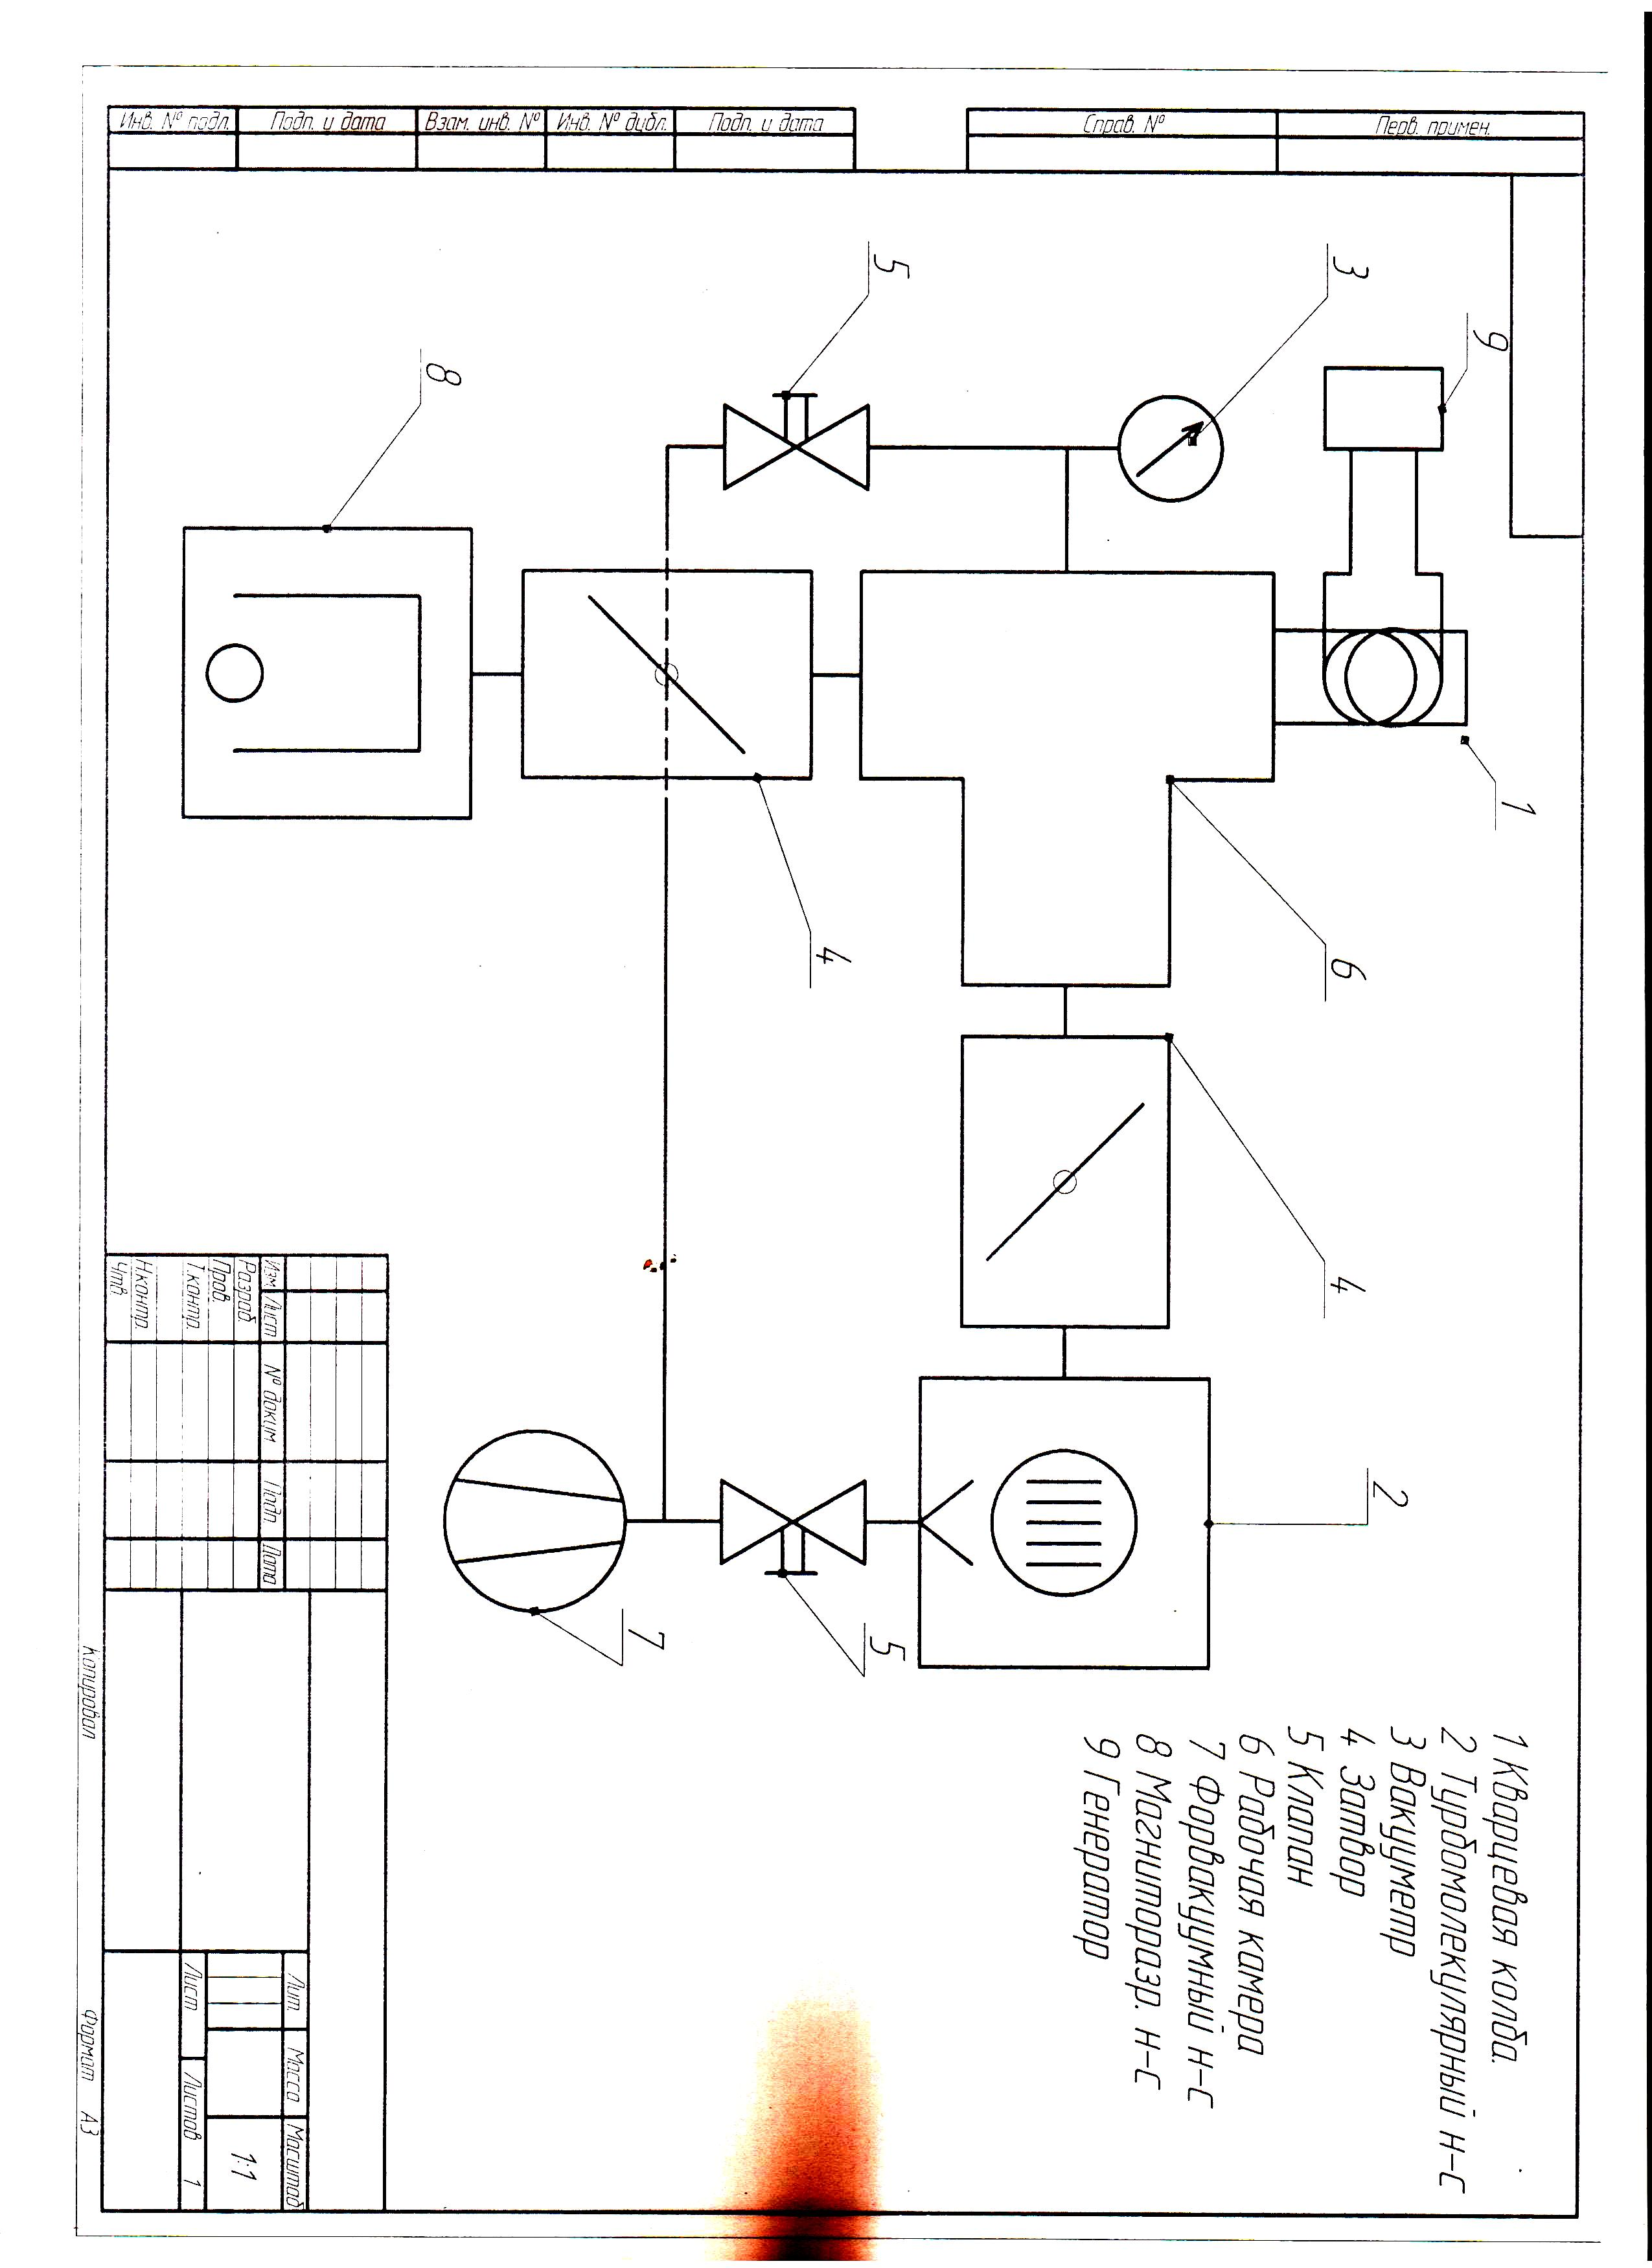 Перв. примен.
Справ. №
Подп. и дата
Инв. № дубл.
Взам. инв. №
Подп. и дата
Инв. № подл.
1
9
3
6
4
2
5
4
5
8
7
1 Кварцевая колба.
2 Турбомолекулярный н-с
3 Вакууметр
4 Затвор
5 Клапан
6 Рабочая камера
7 Форвакуумный н-с
8 Магниторазр. н-с
9 Генератор
Изм. Лист № докум. Подп. Дата
Разраб.
Пров.
Т.контр.
Н.контр.
Утв.
Лит. Масса Масштаб
1:1
Лист Листов 1
Копировал Формат А3